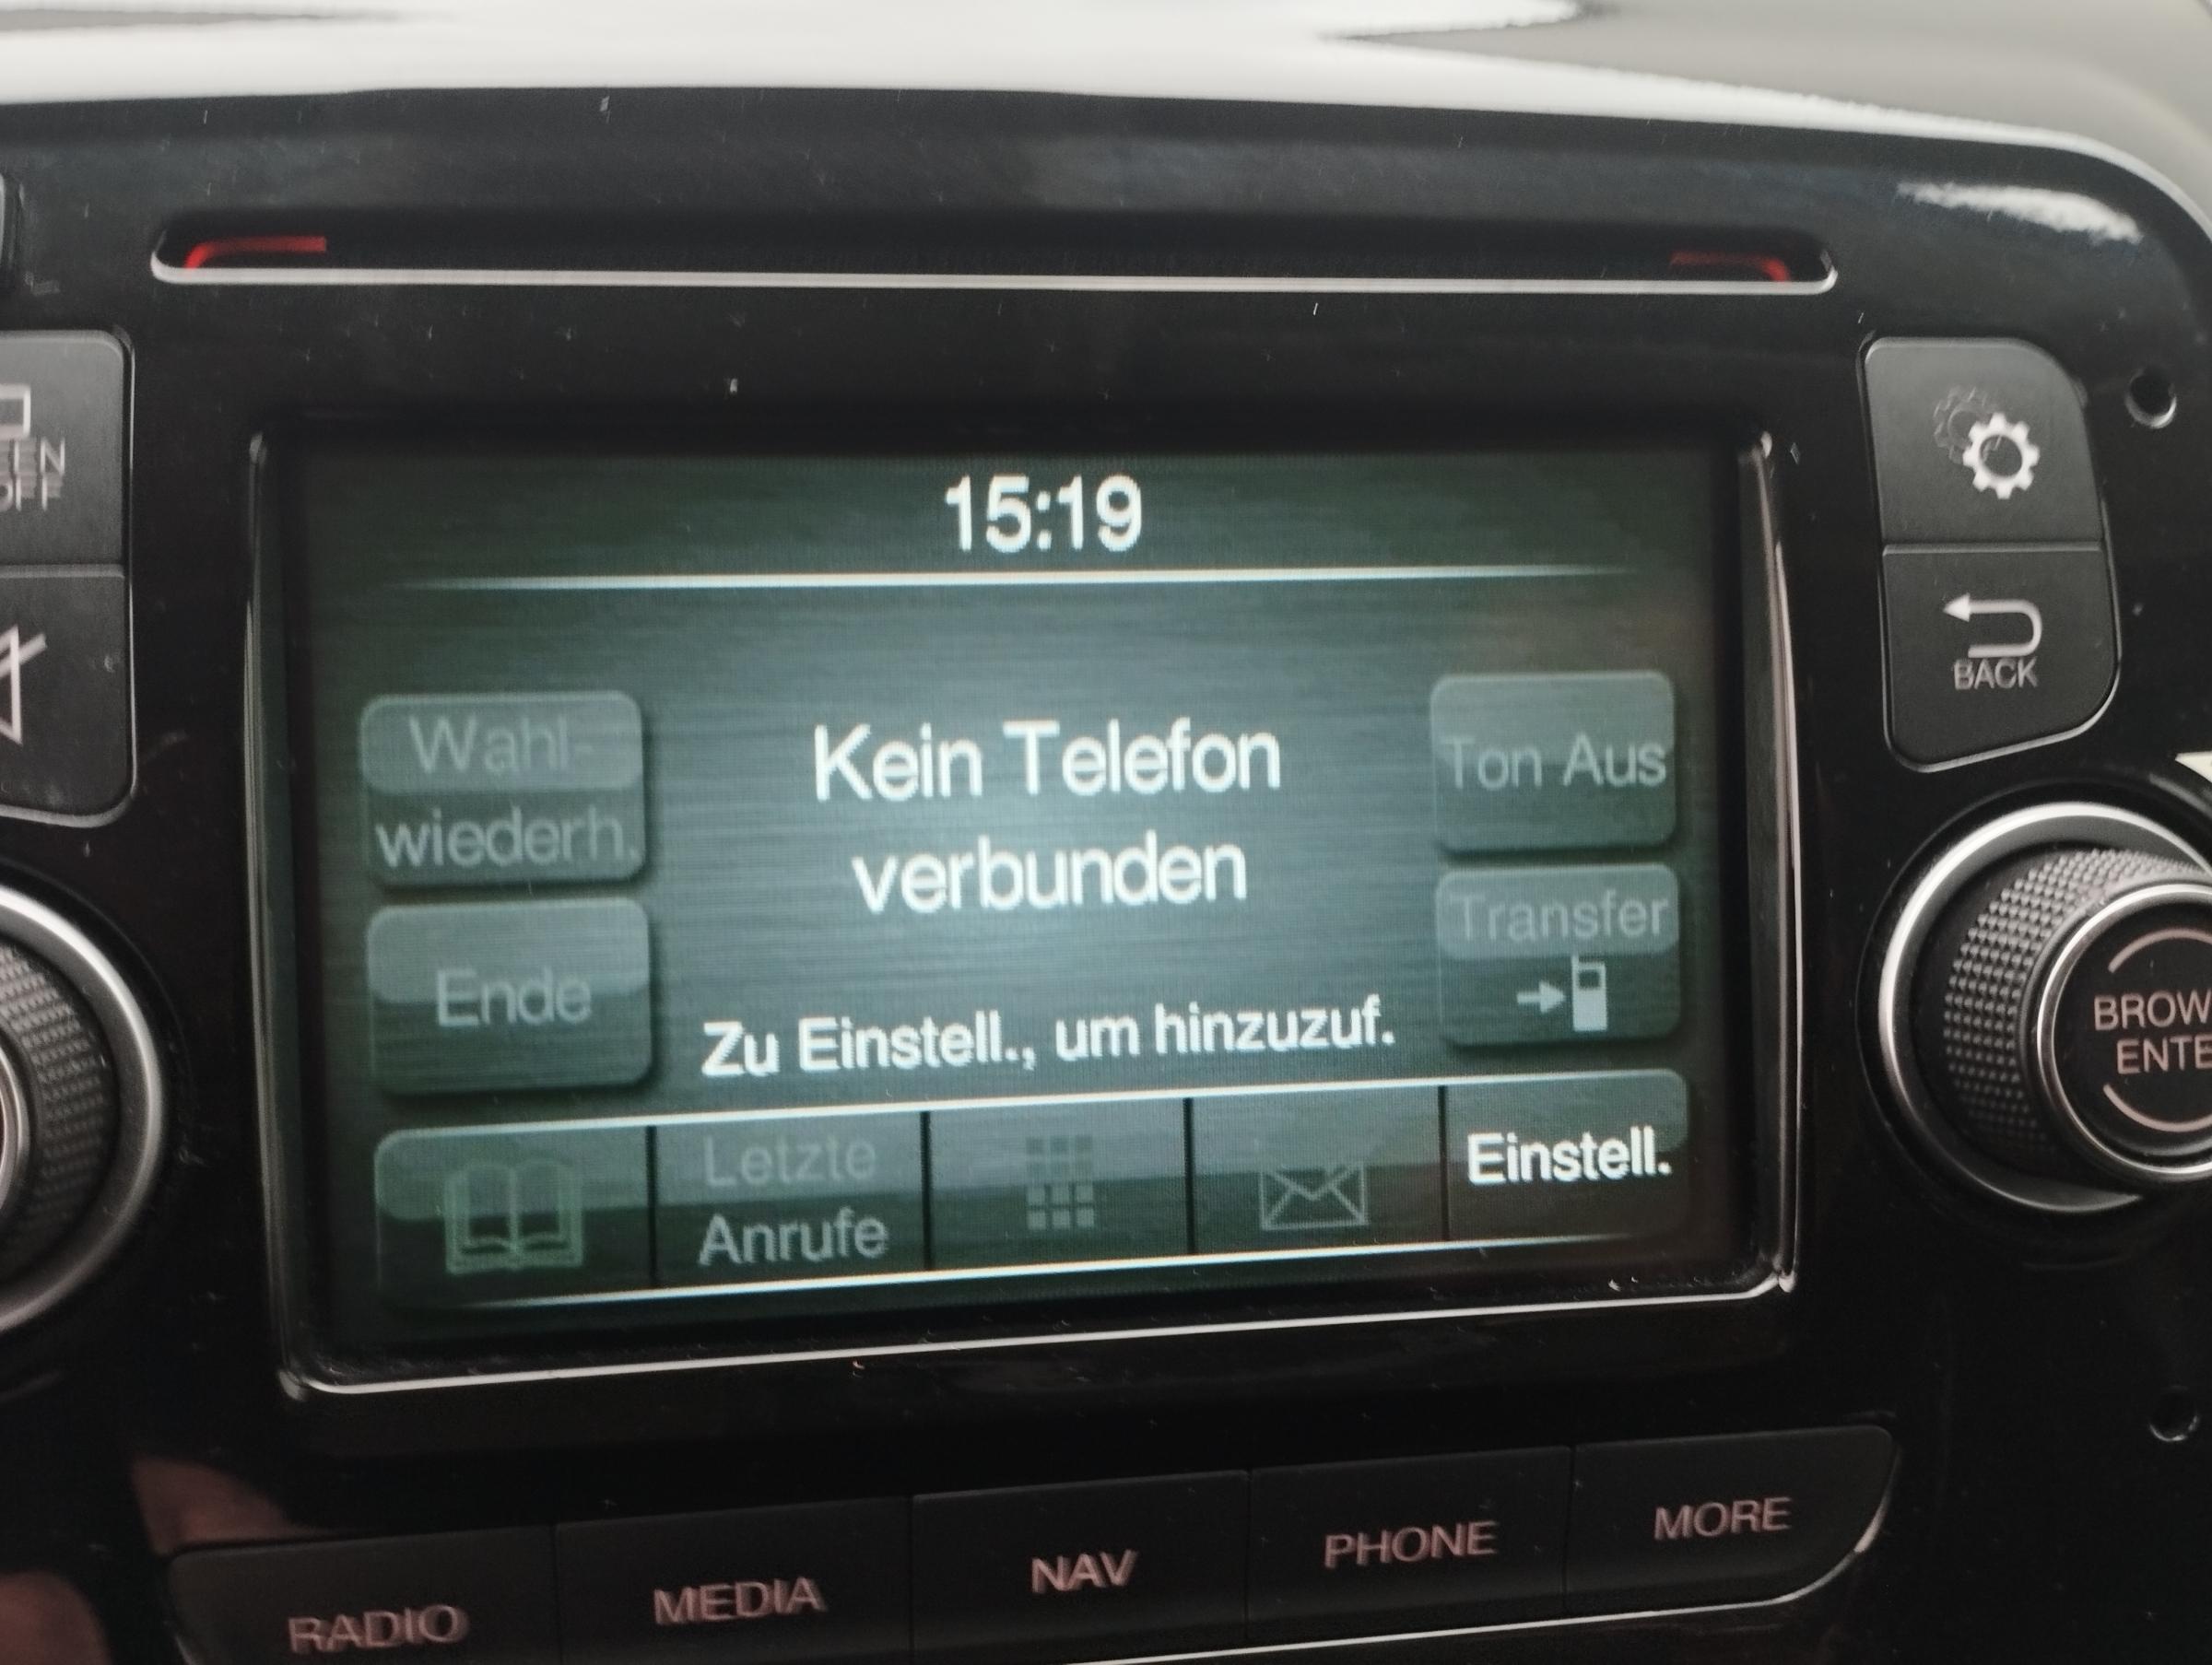 15:19
Wahl-
wiederh.
Kein Telefon
verbunden
Ton Aus
Ende
Transfer
Zu Einstell., um hinzuzuf.
Letzte
Anrufe
Einstell.
BACK
RADIO
MEDIA
NAV
PHONE
MORE